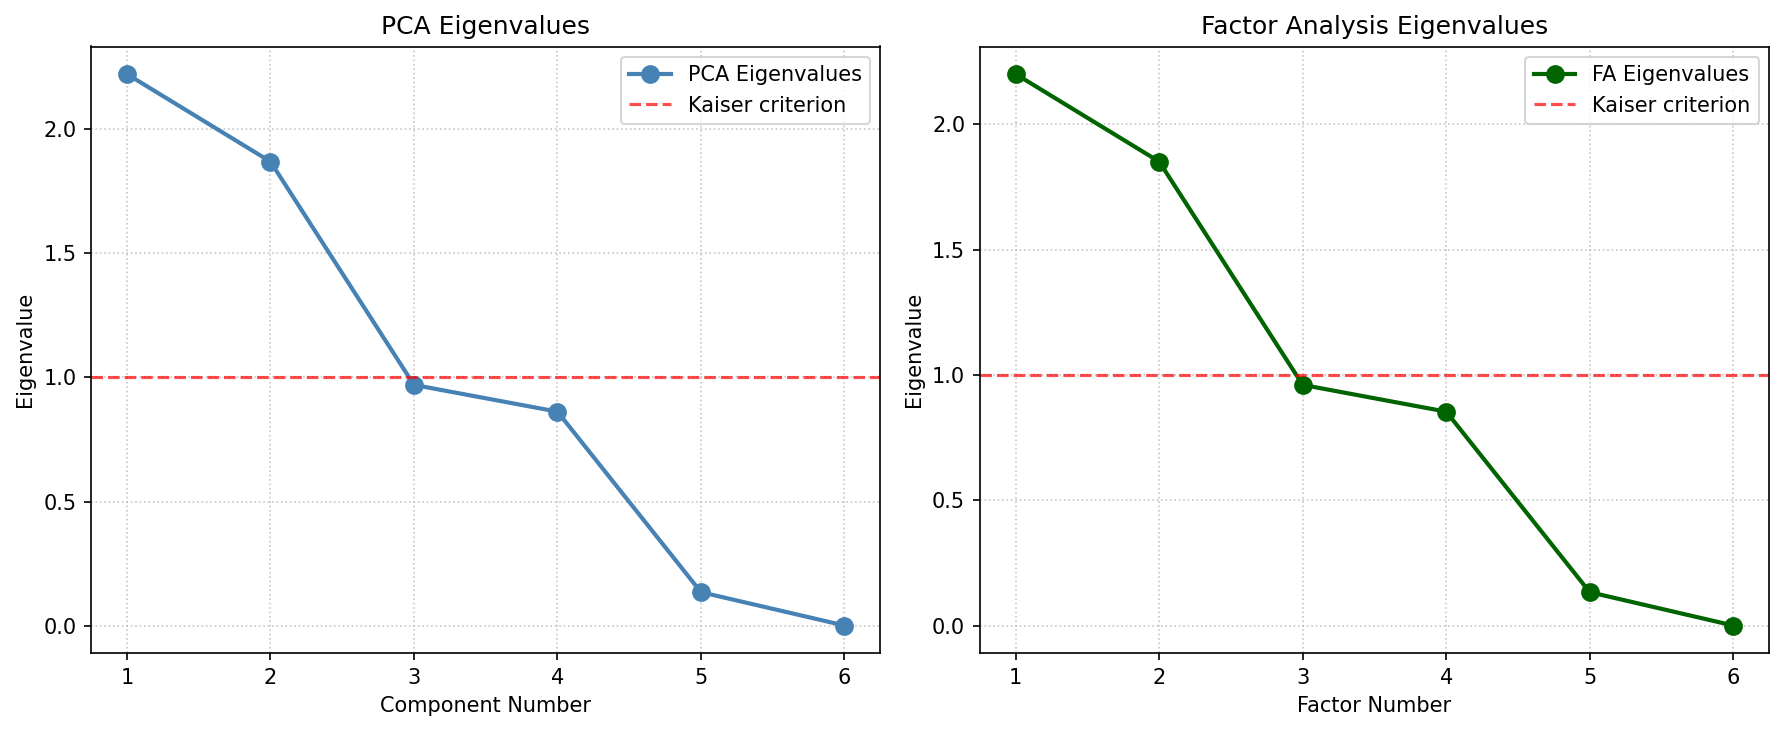 PCA Eigenvalues
PCA Eigenvalues
Kaiser criterion
2.0
1.5
1.0
0.5
0.0
Eigenvalue
1 2 3 4 5 6
Component Number
Factor Analysis Eigenvalues
FA Eigenvalues
Kaiser criterion
2.0
1.5
1.0
0.5
0.0
Eigenvalue
1 2 3 4 5 6
Factor Number